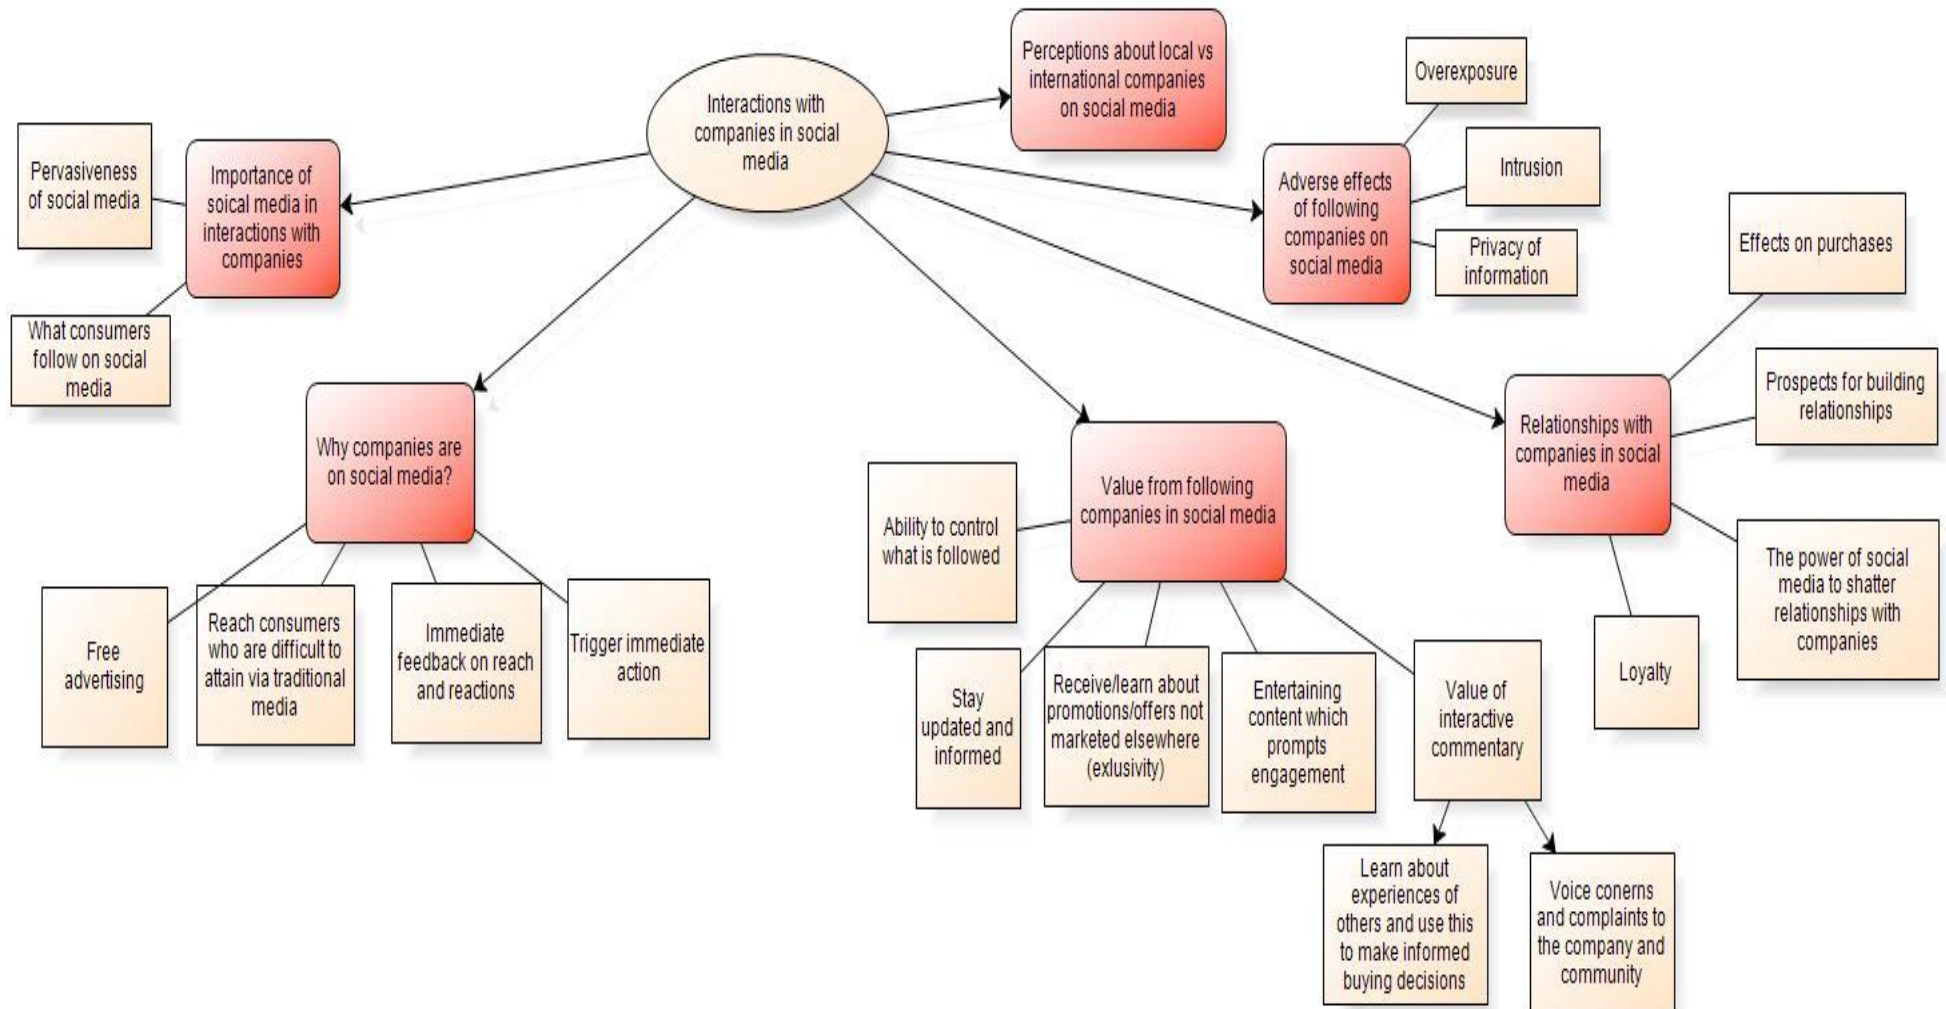 Interactions with
companies in social
media
Perceptions about local vs
international companies
on social media
Overexposure
Adverse effects
of following
companies on
social media
Intrusion
Privacy of
information
Pervasiveness
of social media
Importance of
soical media in
interactions with
companies
What consumers
follow on social
media
Effects on purchases
Prospects for building
relationships
Relationships with
companies in social
media
The power of social
media to shatter
relationships with
companies
Loyalty
Why companies are
on social media?
Free
advertising
Reach consumers
who are difficult to
attain via traditional
media
Immediate
feedback on reach
and reactions
Trigger immediate
action
Value from following
companies in social media
Ability to control
what is followed
Stay
updated and
informed
Receive/learn about
promotions/offers not
marketed elsewhere
(exlusivity)
Entertaining
content which
prompts
engagement
Value of
interactive
commentary
Learn about
experiences of
others and use this
to make informed
buying decisions
Voice conerns
and complaints to
the company and
community